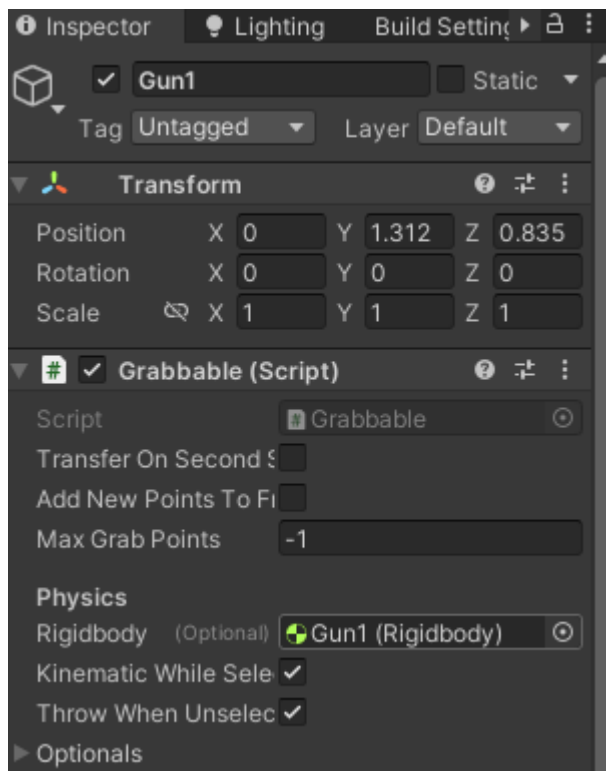 Inspector Lighting Build Setting
Gun1 Static
Tag Untagged Layer Default
Transform
Position X 0 Y 1.312 Z 0.835
Rotation X 0 Y 0 Z 0
Scale X 1 Y 1 Z 1
# Grabbable (Script)
Script # Grabbable
Transfer On Second S
Add New Points To Fi
Max Grab Points -1
Physics
Rigidbody (Optional) Gun1 (Rigidbody)
Kinematic While Sele
Throw When Unselec
Optionals